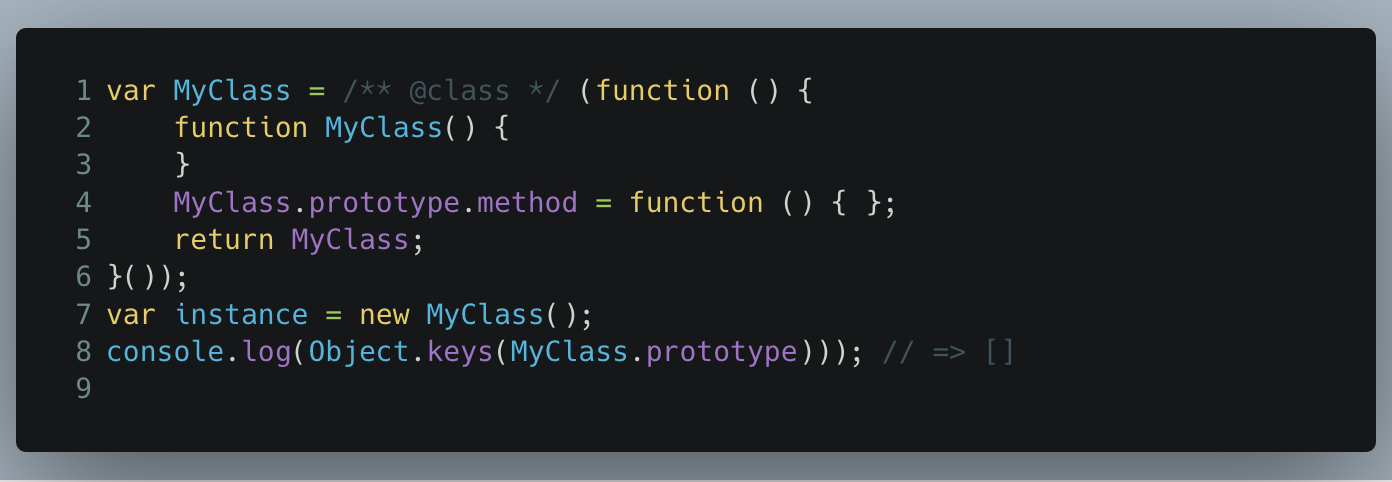 1 var MyClass = /** @class */ (function () {
2     function MyClass() {
3     }
4     MyClass.prototype.method = function () { };
5     return MyClass;
6 }());
7 var instance = new MyClass();
8 console.log(Object.keys(MyClass.prototype))); // => []
9